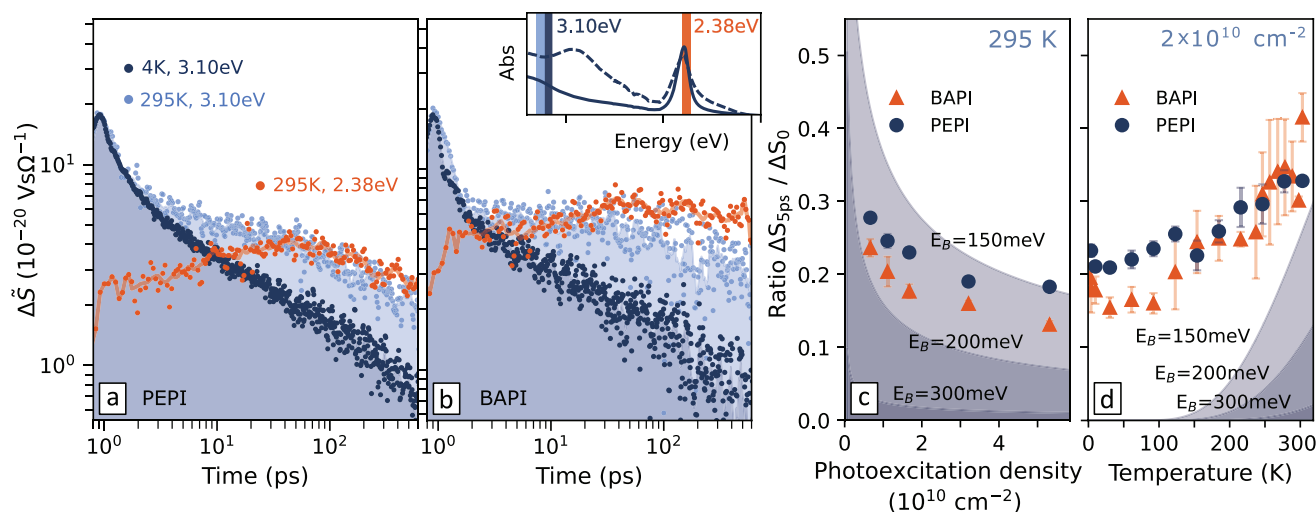 4K, 3.10eV
295K, 3.10eV
295K, 2.38eV
ΔS̃ (10⁻²⁰ VsΩ⁻¹)
10¹
10⁰
a PEPI
10⁰ 10¹ 10²
Time (ps)
3.10eV 2.38eV
Abs
Energy (eV)
b BAPI
10⁰ 10¹ 10²
Time (ps)
Ratio ΔS₅ₚₛ / ΔS₀
0.5
0.4
0.3
0.2
0.1
0.0
295 K
BAPI
PEPI
E_B=150meV
E_B=200meV
E_B=300meV
c
0 2 4
Photoexcitation density
(10¹⁰ cm⁻²)
2×10¹⁰ cm⁻²
BAPI
PEPI
E_B=150meV
E_B=200meV
E_B=300meV
d
0 50 100 150 200 250 300
Temperature (K)